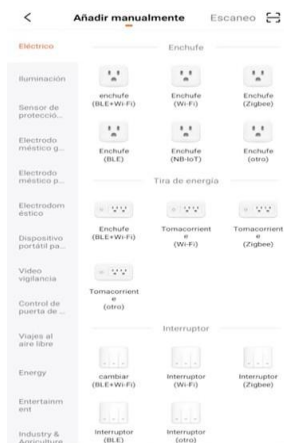 Añadir manualmente Escaneo
Eléctrico
Iluminación
Sensor de
protecció...
Electrodo
méstico g...
Electrodo
méstico p...
Electrodom
éstico
Dispositivo
portátil pa...
Video
vigilancia
Control de
puerta de ...
Viajes al
aire libre
Energy
Entertainm
ent
Industry &
Agriculture
Enchufe
enchufe
(BLE+Wi-Fi)
Enchufe
(Wi-Fi)
Enchufe
(Zigbee)
Enchufe
(BLE)
Enchufe
(NB-IoT)
Enchufe
(otro)
Tira de energía
Enchufe
(BLE+Wi-Fi)
Tomacorrient
e
(Wi-Fi)
Tomacorrient
e
(Zigbee)
Tomacorrient
e
(otro)
Interruptor
cambiar
(BLE+Wi-Fi)
Interruptor
(Wi-Fi)
Interruptor
(Zigbee)
Interruptor
(BLE)
Interruptor
(otro)